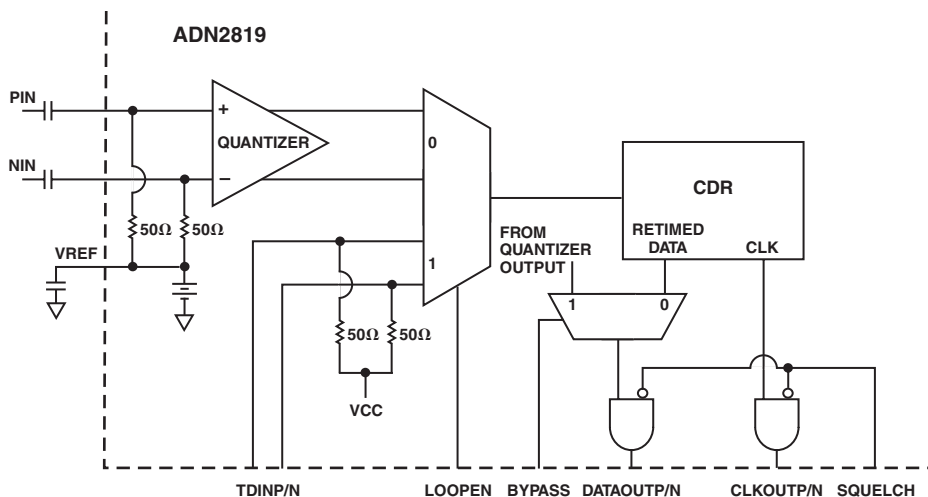 ADN2819
PIN
+
QUANTIZER
0
NIN
−
CDR
50Ω 50Ω
FROM
QUANTIZER
OUTPUT
RETIMED
DATA
CLK
VREF
1
1 0
50Ω 50Ω
VCC
TDINP/N LOOPEN BYPASS DATAOUTP/N CLKOUTP/N SQUELCH